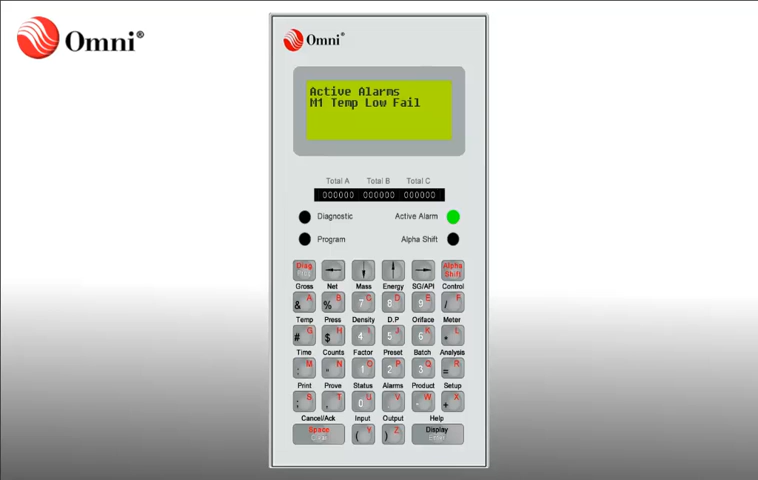 Omni®
Omni®
Active Alarms
M1 Temp Low Fail
Total A Total B Total C
000000 000000 000000
Diagnostic Active Alarm
Program Alpha Shift
Diag Alpha
Shift
Gross Net Mass Energy SG/API Control
& A % B 7 C 8 D 9 E / F
Temp Press Density D.P Oriface Meter
# G $ H 4 I 5 J 6 K * L
Time Counts Factor Preset Batch Analysis
: M " N 1 O 2 P 3 Q = R
Print Prove Status Alarms Product Setup
; S . T 0 U V - W + X
Cancel/Ack Input Output Help
Space ( Y ) Z Display
Clear Enter